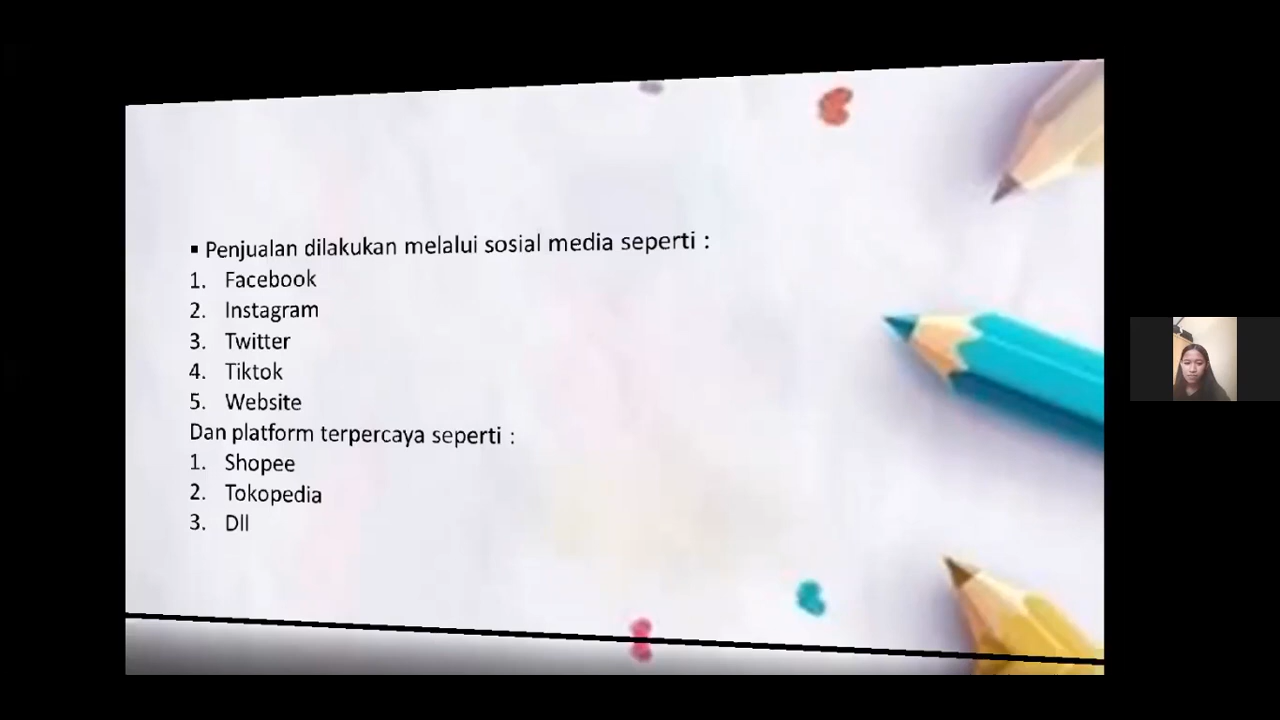 ▪ Penjualan dilakukan melalui sosial media seperti :
1. Facebook
2. Instagram
3. Twitter
4. Tiktok
5. Website
Dan platform terpercaya seperti :
1. Shopee
2. Tokopedia
3. Dll